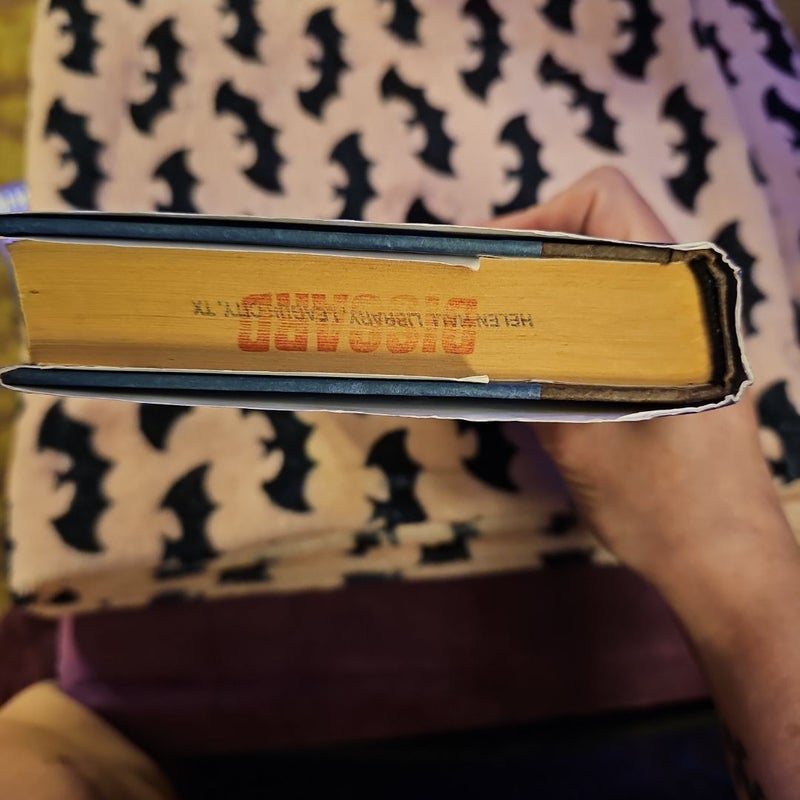 HELEN HALL LIBRARY, LEAGUE CITY, TX
DISCARD